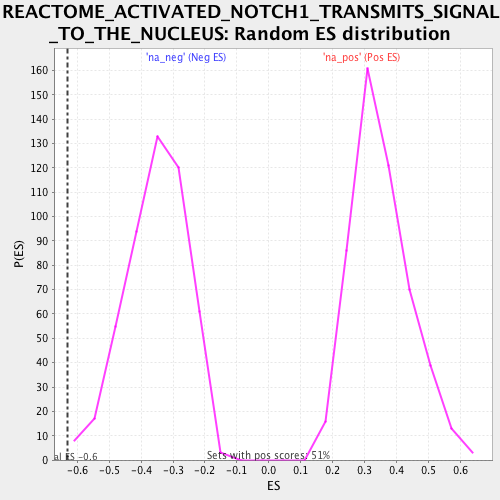 REACTOME_ACTIVATED_NOTCH1_TRANSMITS_SIGNAL
_TO_THE_NUCLEUS: Random ES distribution
'na_neg' (Neg ES)
'na_pos' (Pos ES)
160
150
140
130
120
110
100
90
80
70
60
50
40
30
20
10
0
P(ES)
al ES -0.6
Sets with pos scores: 51%
-0.6 -0.5 -0.4 -0.3 -0.2 -0.1 0.0 0.1 0.2 0.3 0.4 0.5 0.6
ES